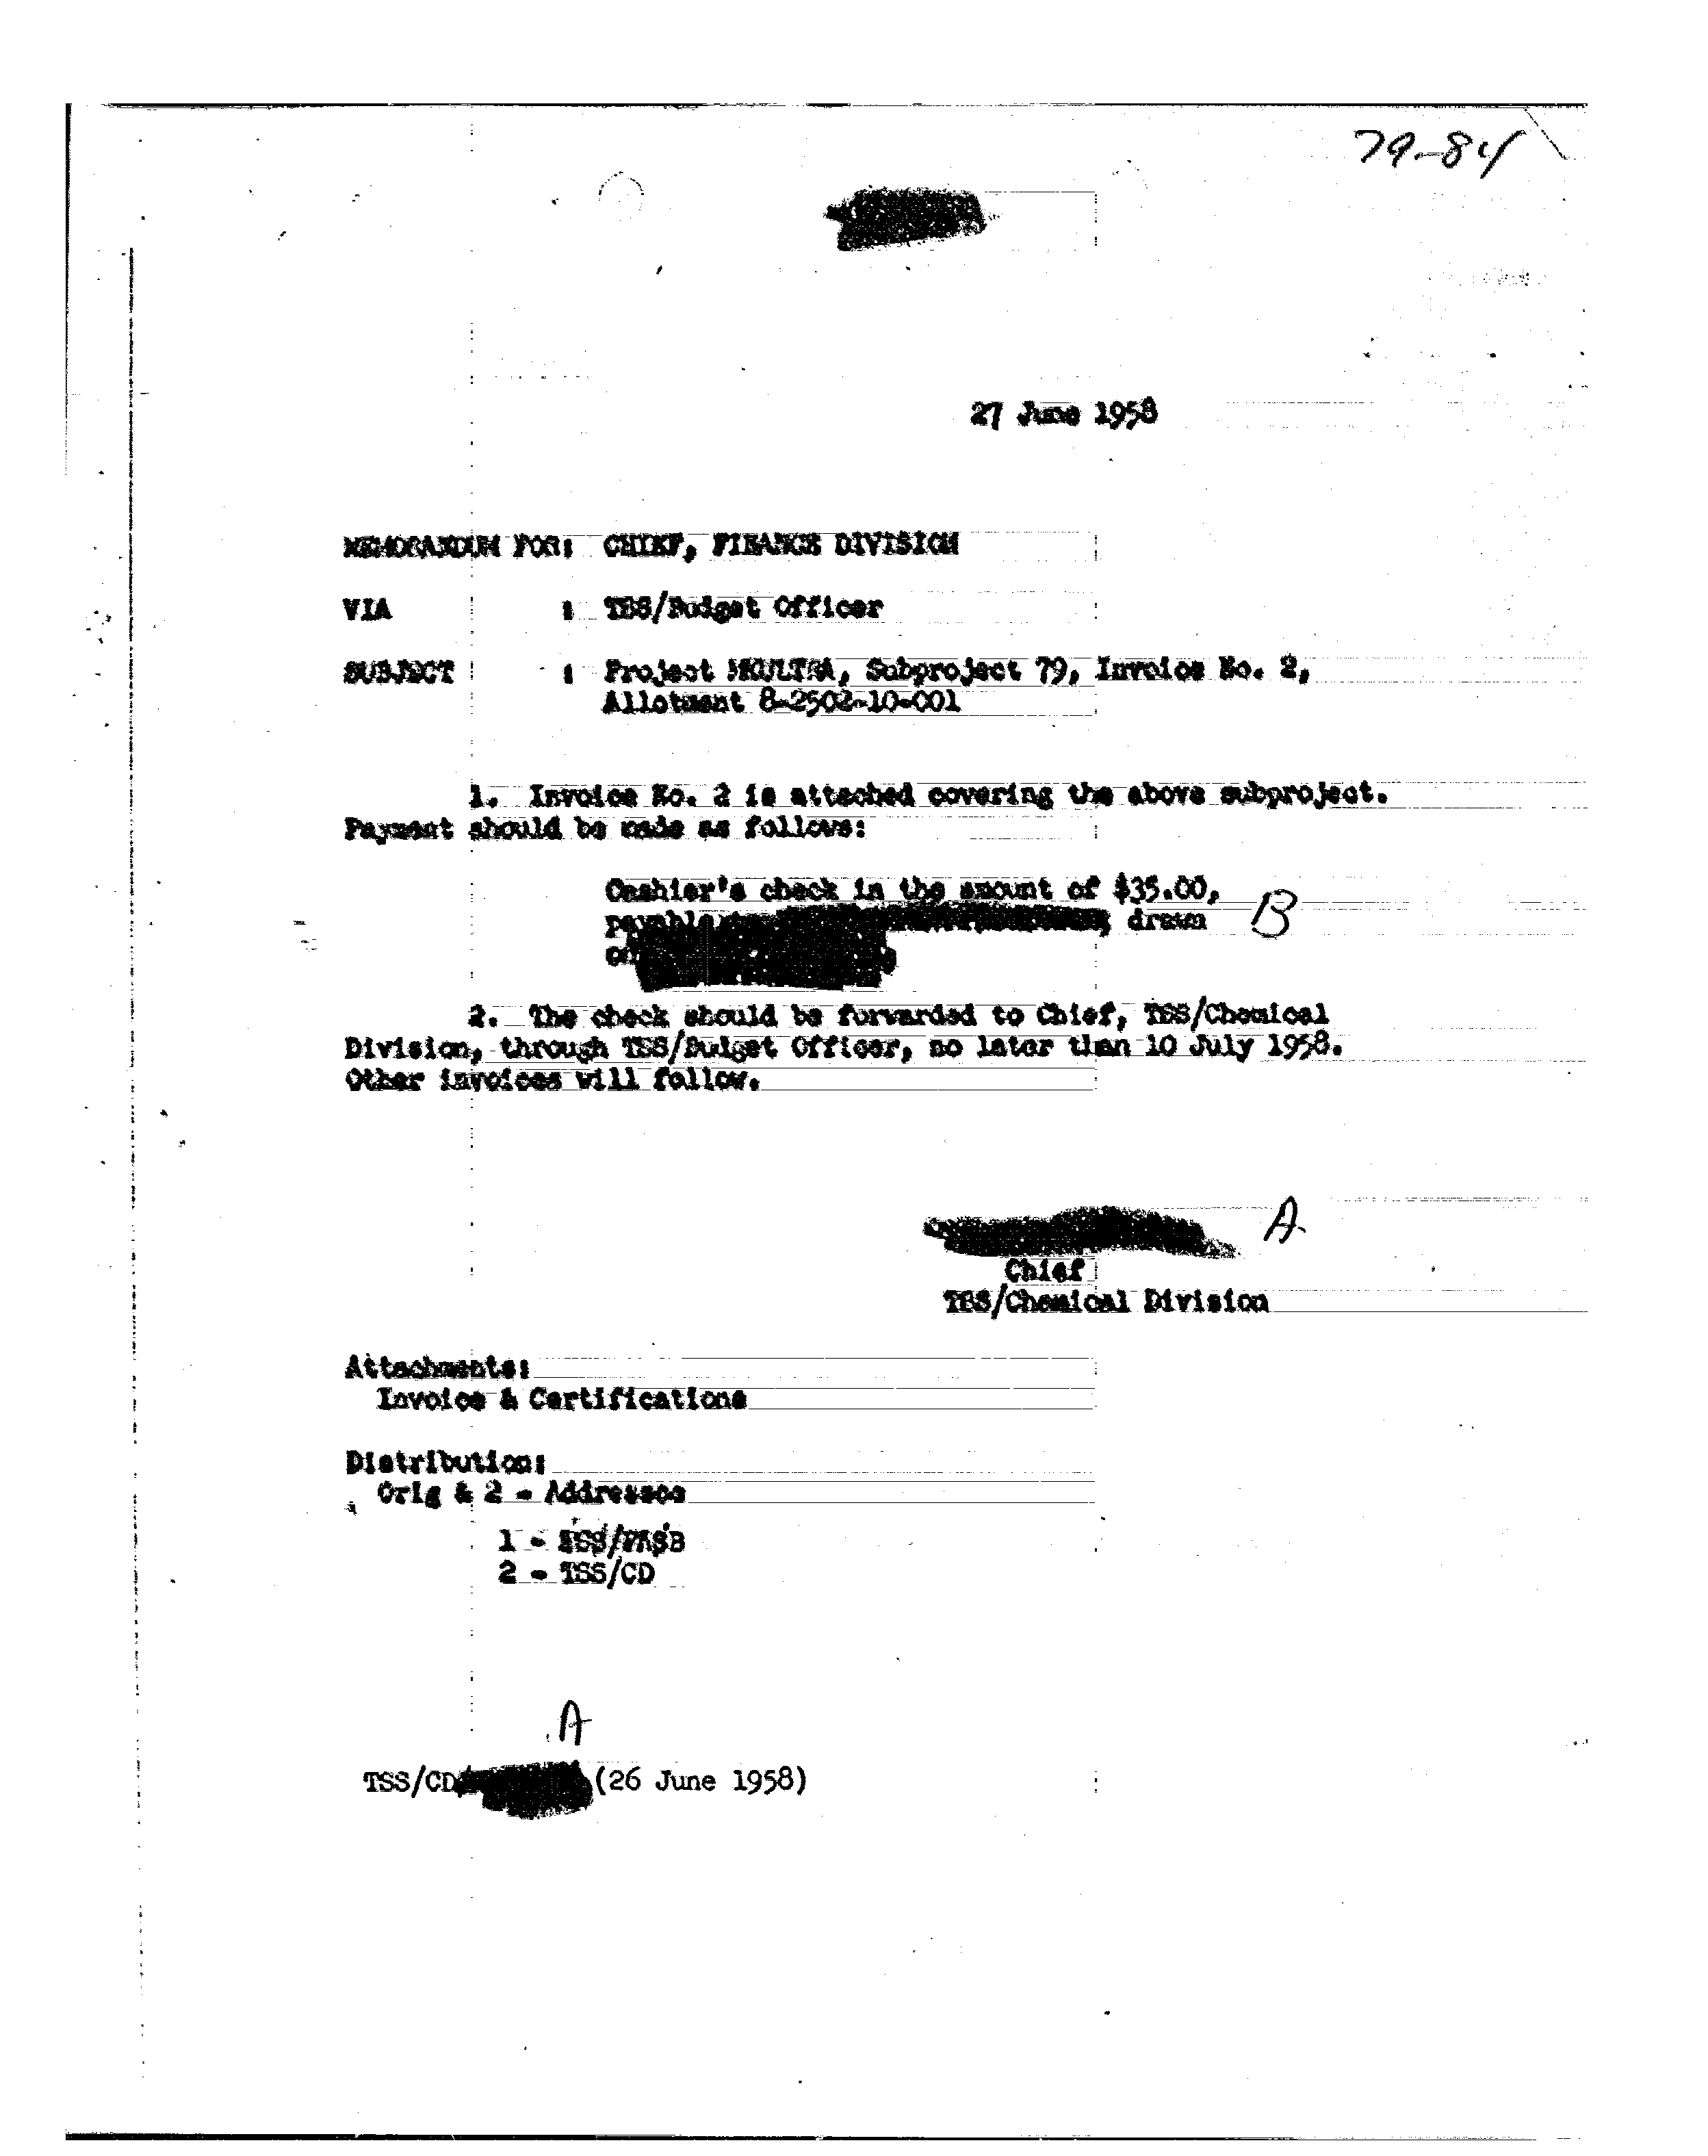 79-84
27 June 1958
MEMORANDUM FOR: CHIEF, FINANCE DIVISION
VIA : TSS/Budget Officer
SUBJECT : Project MKULTRA, Subproject 79, Invoice No. 2,
Allotment 8-2502-10-001
1. Invoice No. 2 is attached covering the above subproject.
Payment should be made as follows:
Cashier's check in the amount of $35.00,
payable drawn B
on
2. The check should be forwarded to Chief, TSS/Chemical
Division, through TSS/Budget Officer, no later than 10 July 1958.
Other invoices will follow.
A
Chief
TSS/Chemical Division
Attachments:
Invoice & Certifications
Distribution:
Orig & 2 - Addressee
1 - TSS/FASB
2 - TSS/CD
A
TSS/CD (26 June 1958)